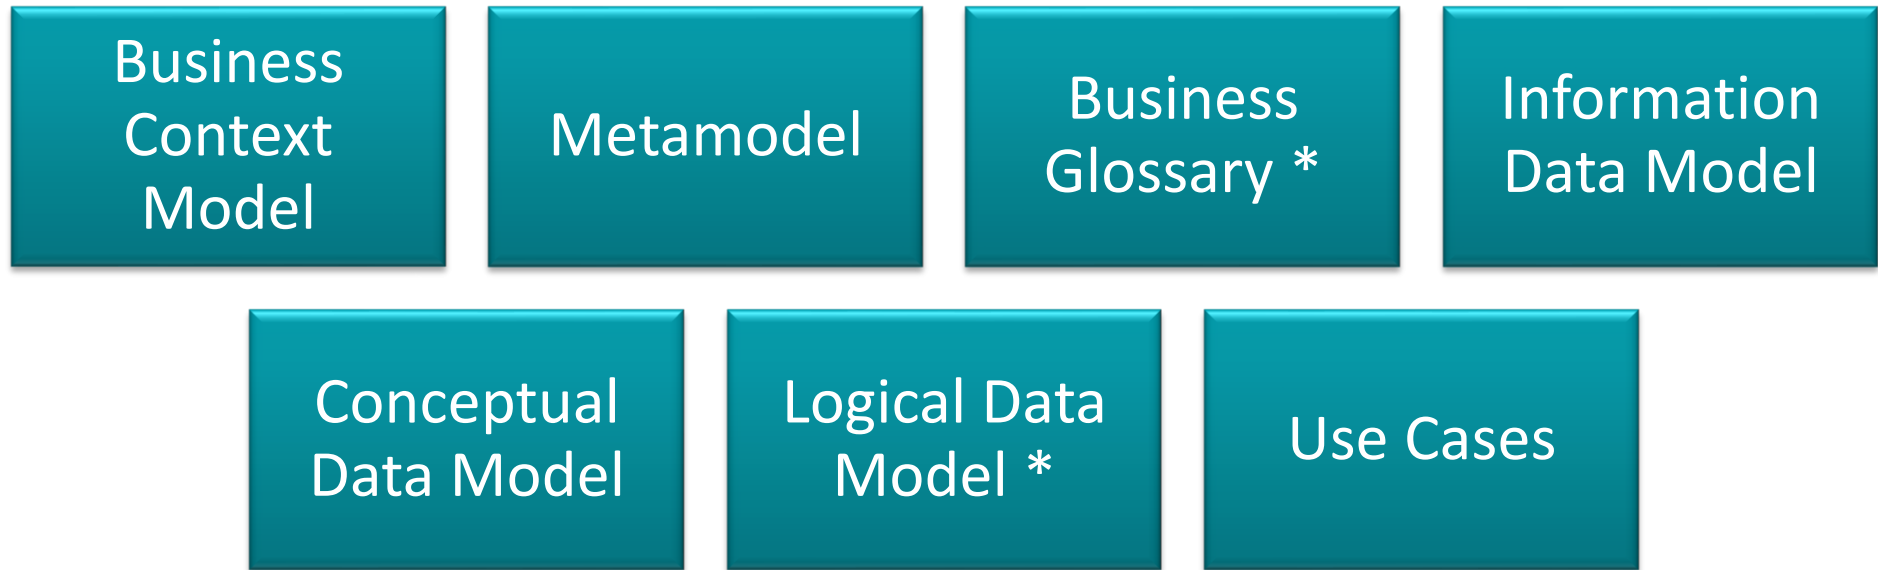 Business
Context
Model
Metamodel
Business
Glossary *
Information
Data Model
Conceptual
Data Model
Logical Data
Model *
Use Cases